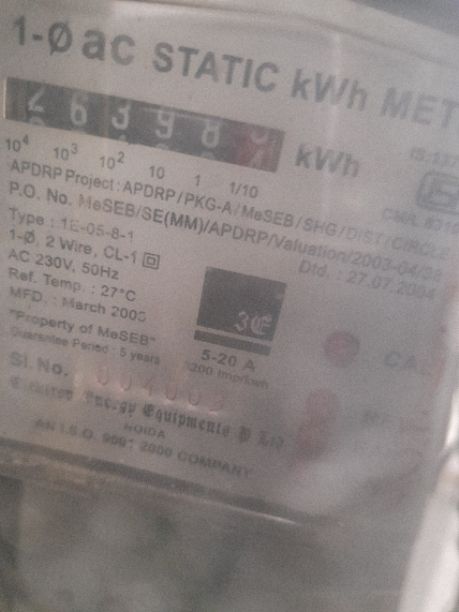 1-Ø ac STATIC kWh MET
26398
kWh
10⁴ 10³ 10² 10 1 1/10
APDRP Project : APDRP/PKG-A/MeSEB/SHG/DIST/CIRCLE
P.O. No. MeSEB/SE(MM)/APDRP/Valuation/2003-04/38
Dtd. : 27.07.2004
Type : 1E-05-8-1
1-Ø, 2 Wire, CL-1
AC 230V, 50Hz
Ref. Temp. : 27°C
MFD. : March 2005
"Property of MeSEB"
Guarantee Period : 5 years
5-20 A
3200 Imp/kwh
Sl. No.
Energy Equipments P Ltd
NOIDA
AN I.S.O. 9001: 2000 COMPANY
CAL